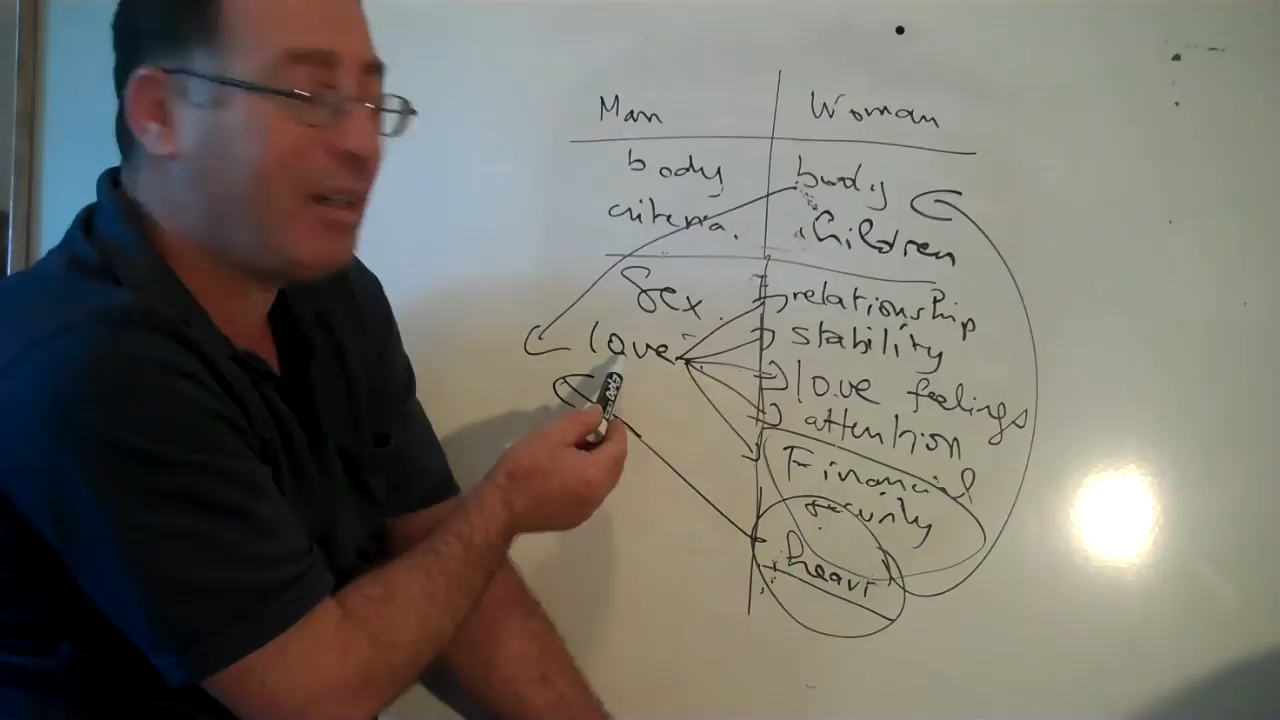 Man Woman
body body
criteria. children
Sex relationship
love stability
love feelings
attention
Financial
security
heart